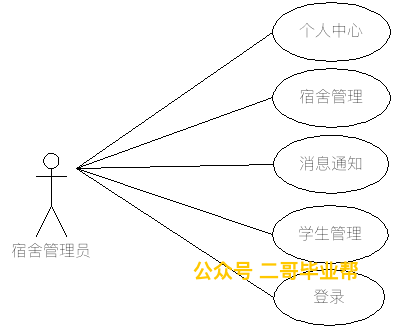 个人中心
宿舍管理
消息通知
宿舍管理员
学生管理
公众号 二哥毕业帮
登录